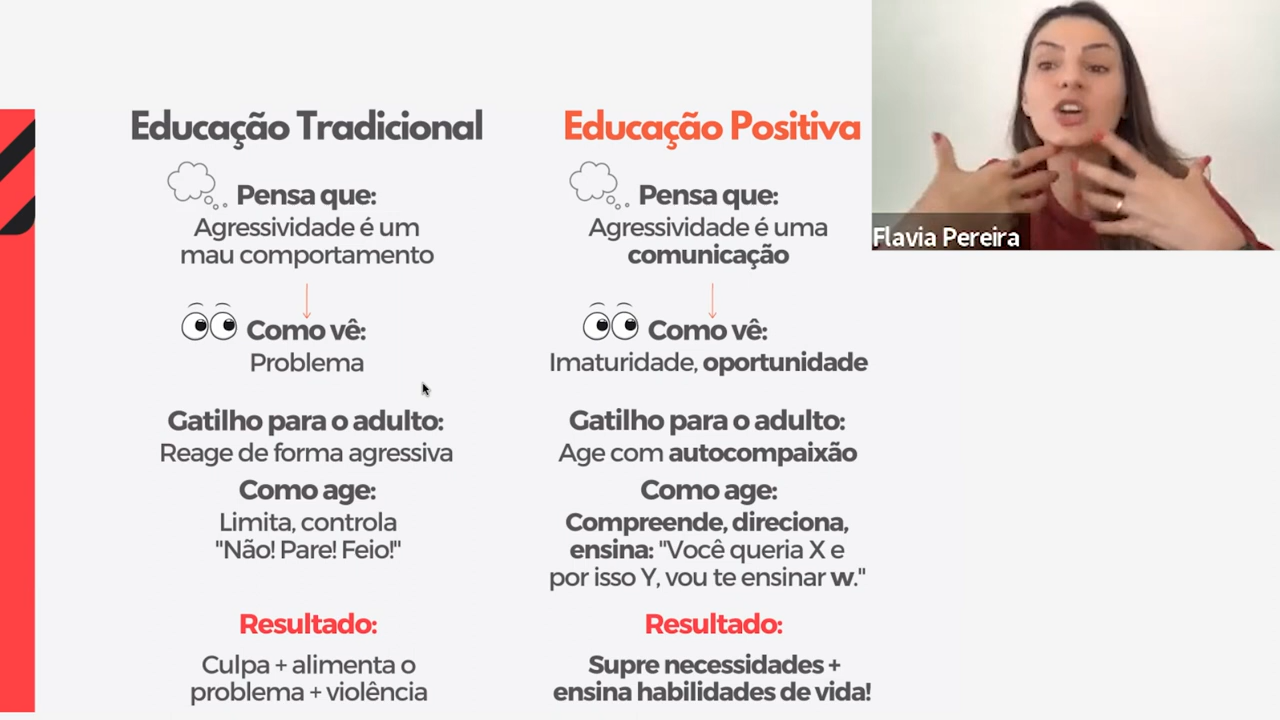 Educação Tradicional
Pensa que:
Agressividade é um
mau comportamento
Como vê:
Problema
Gatilho para o adulto:
Reage de forma agressiva
Como age:
Limita, controla
"Não! Pare! Feio!"
Resultado:
Culpa + alimenta o
problema + violência
Educação Positiva
Pensa que:
Agressividade é uma
comunicação
Como vê:
Imaturidade, oportunidade
Gatilho para o adulto:
Age com autocompaixão
Como age:
Compreende, direciona,
ensina: "Você queria X e
por isso Y, vou te ensinar w."
Resultado:
Supre necessidades +
ensina habilidades de vida!
Flavia Pereira